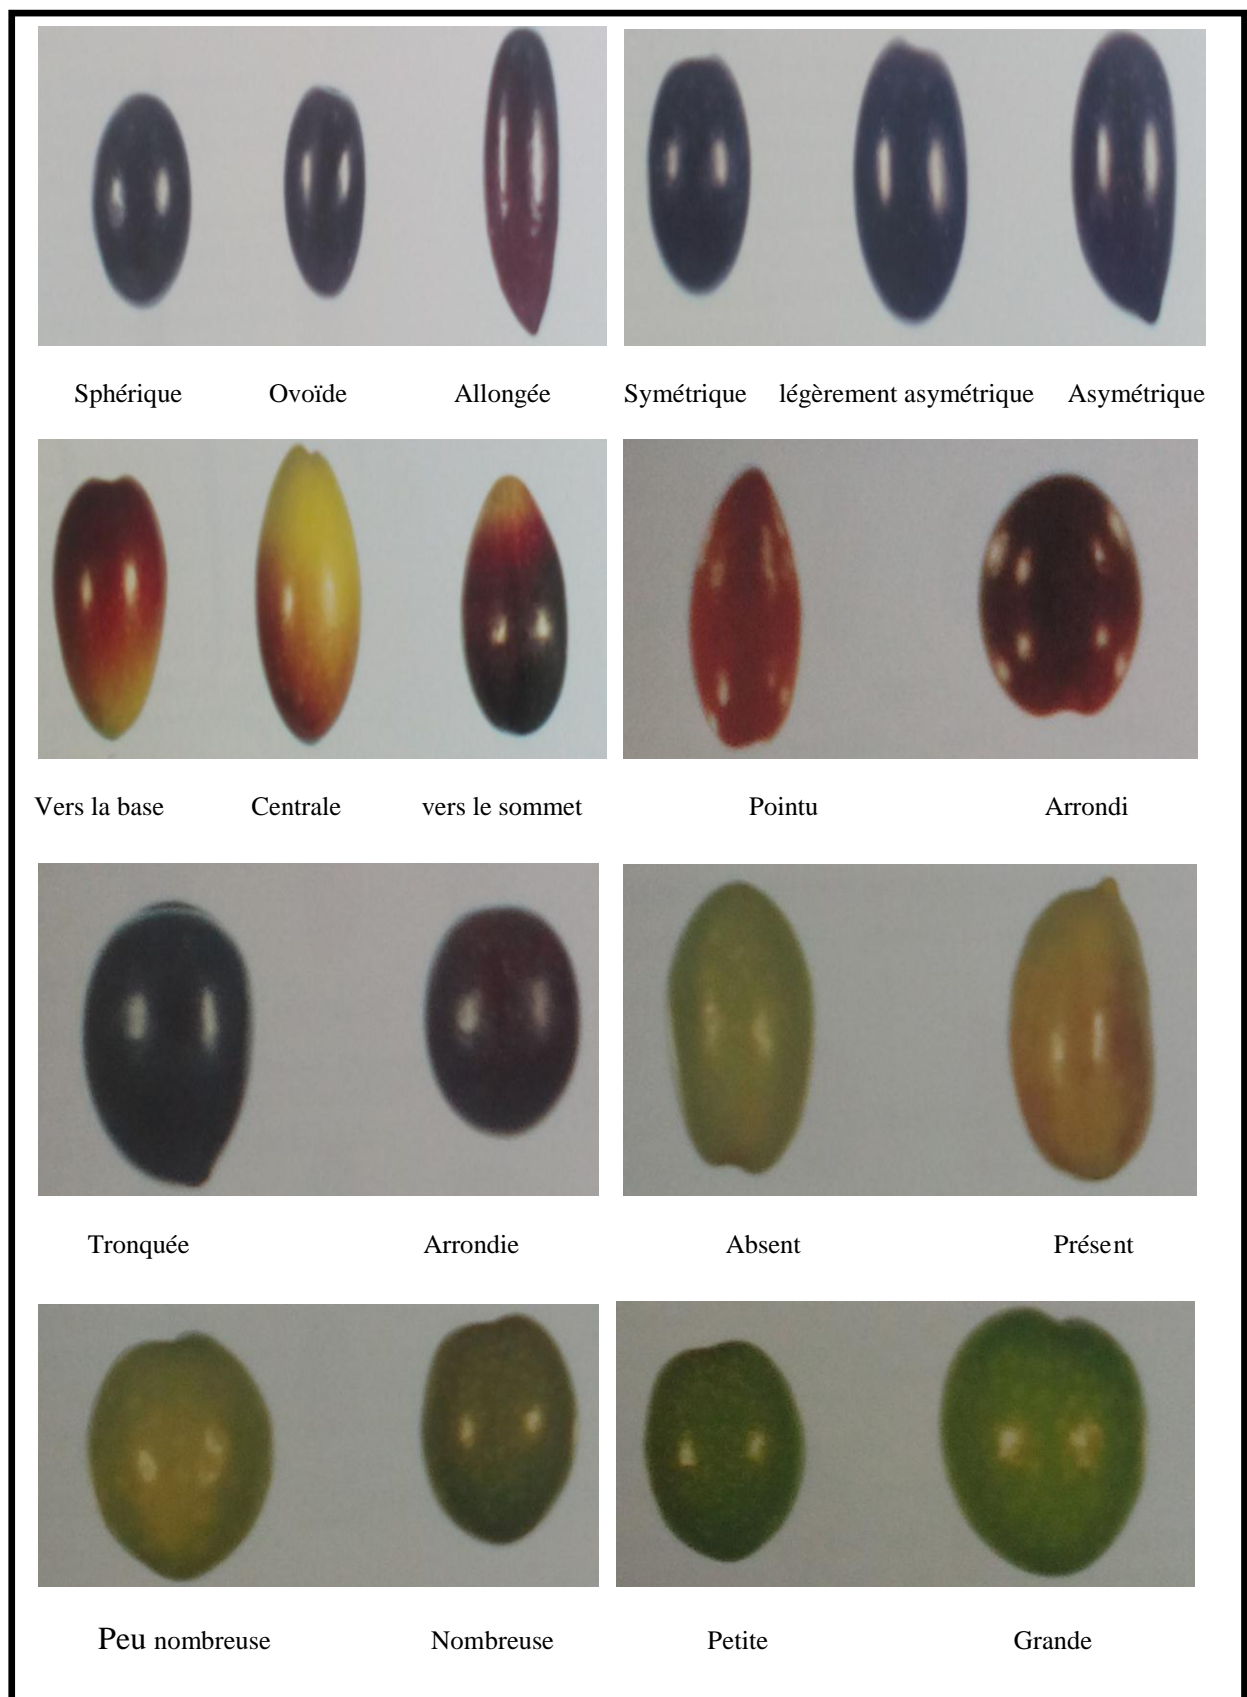 Sphérique Ovoïde Allongée Symétrique légèrement asymétrique Asymétrique
Vers la base Centrale vers le sommet Pointu Arrondi
Tronquée Arrondie Absent Présent
Peu nombreuse Nombreuse Petite Grande